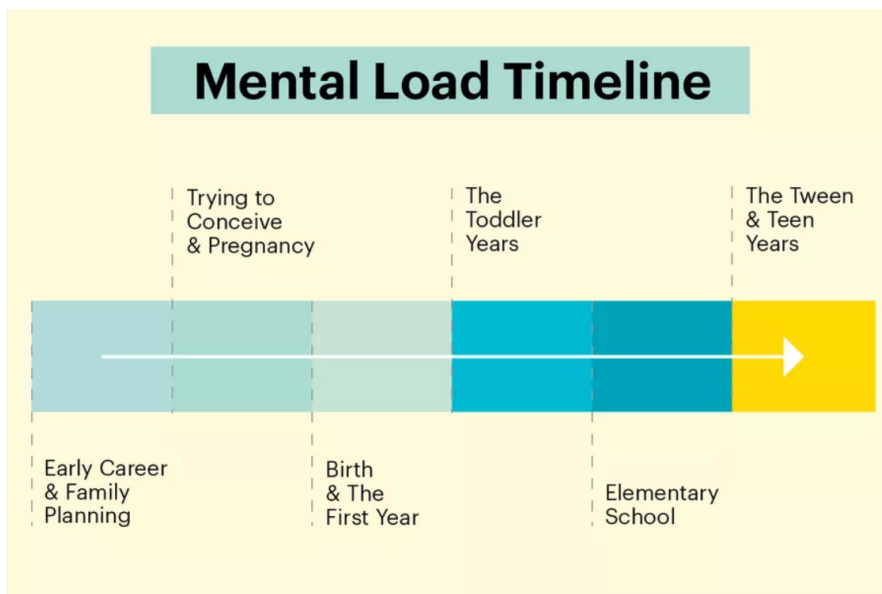 Mental Load Timeline
Trying to
Conceive
& Pregnancy
The
Toddler
Years
The Tween
& Teen
Years
Early Career
& Family
Planning
Birth
& The
First Year
Elementary
School